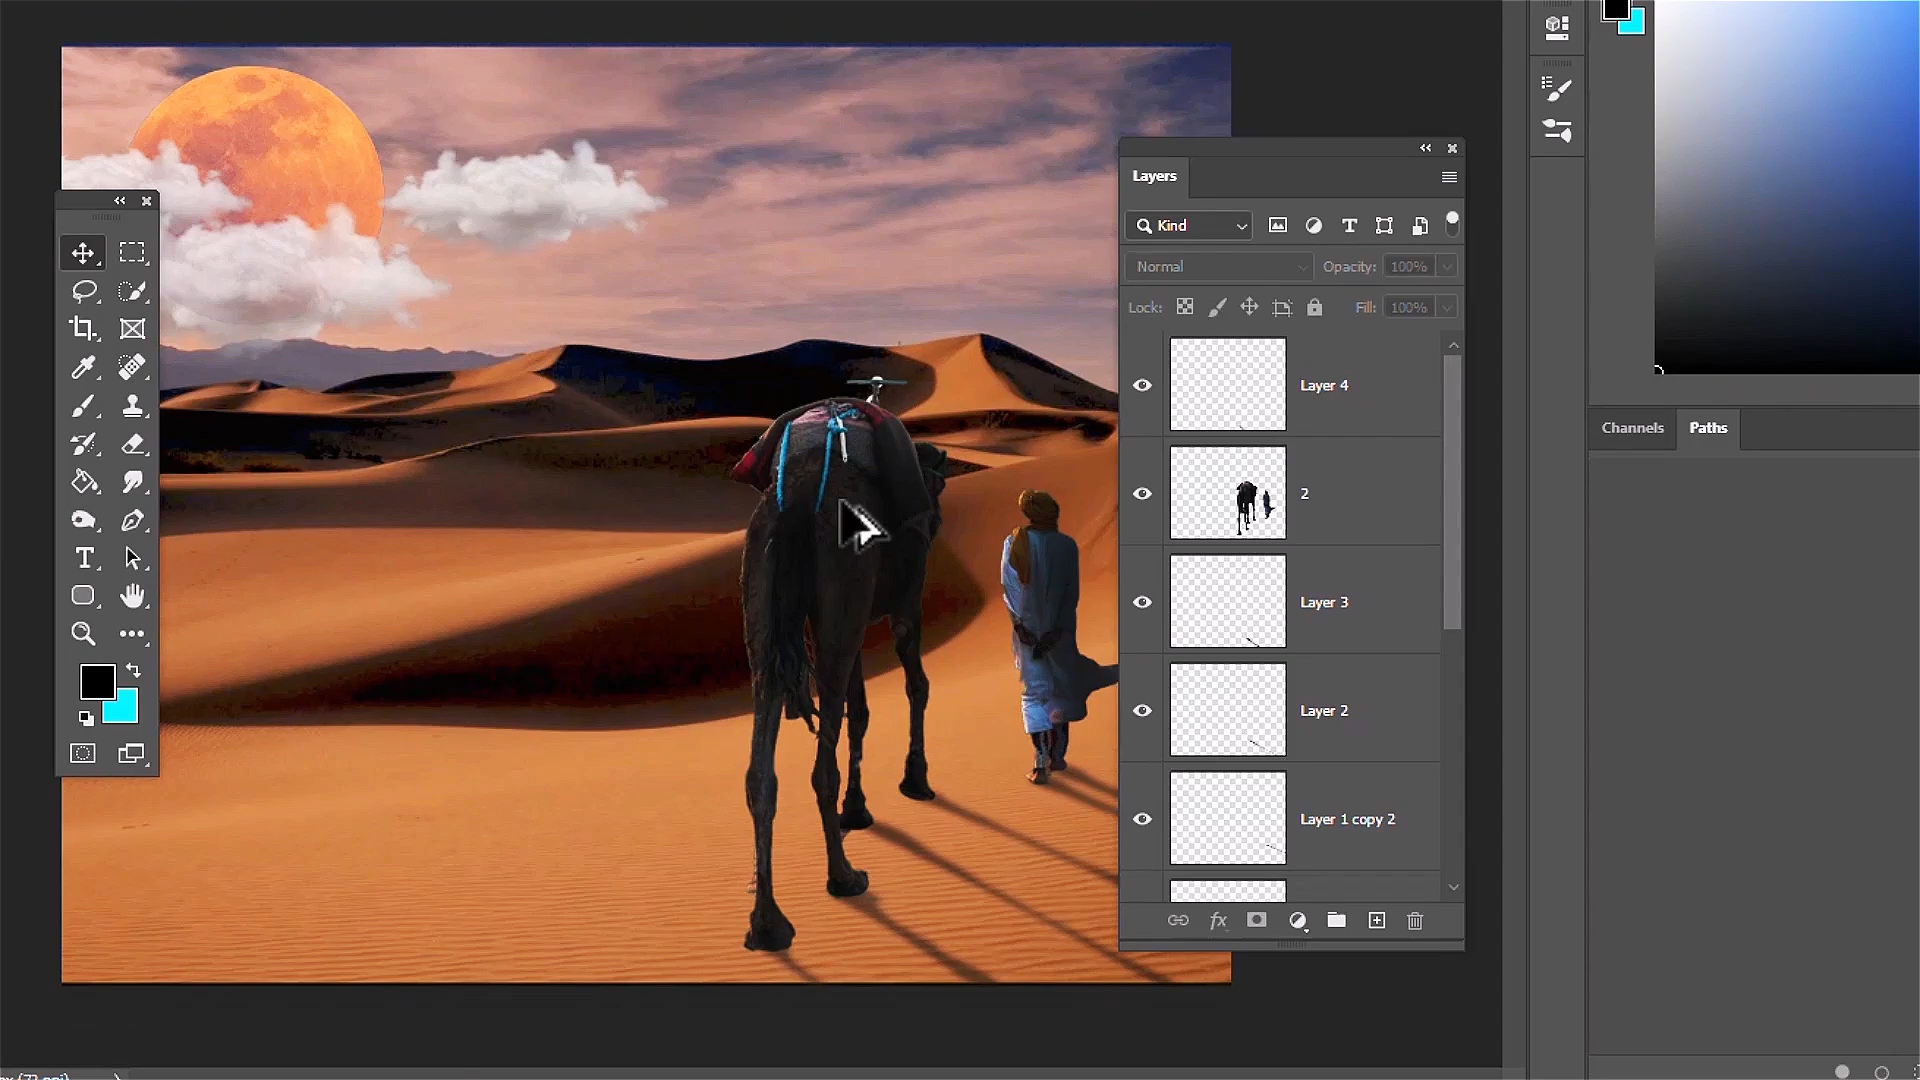 Layers
Kind
Normal
Opacity: 100%
Lock:
Fill: 100%
Layer 4
2
Layer 3
Layer 2
Layer 1 copy 2
fx
Channels
Paths